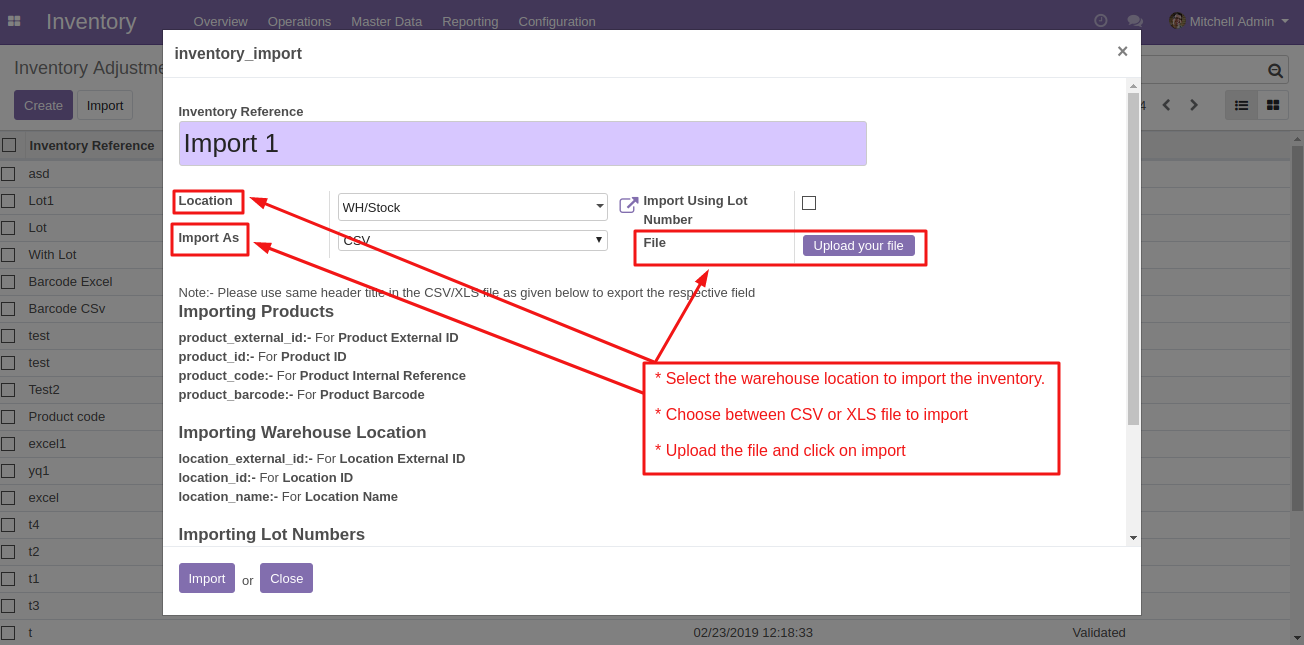 Inventory Overview Operations Master Data Reporting Configuration Mitchell Admin
inventory_import ×
Inventory Adjustme
Create Import
4
Inventory Reference
Import 1
Inventory Reference
asd
Lot1
Lot
With Lot
Barcode Excel
Barcode CSv
test
test
Test2
Product code
excel1
yq1
excel
t4
t2
t1
t3
t 02/23/2019 12:18:33 Validated
Location WH/Stock
Import Using Lot
Number
Import As CSV
File Upload your file
Note:- Please use same header title in the CSV/XLS file as given below to export the respective field
Importing Products
product_external_id:- For Product External ID
product_id:- For Product ID
product_code:- For Product Internal Reference
product_barcode:- For Product Barcode
Importing Warehouse Location
location_external_id:- For Location External ID
location_id:- For Location ID
location_name:- For Location Name
Importing Lot Numbers
* Select the warehouse location to import the inventory.
* Choose between CSV or XLS file to import
* Upload the file and click on import
Import or Close